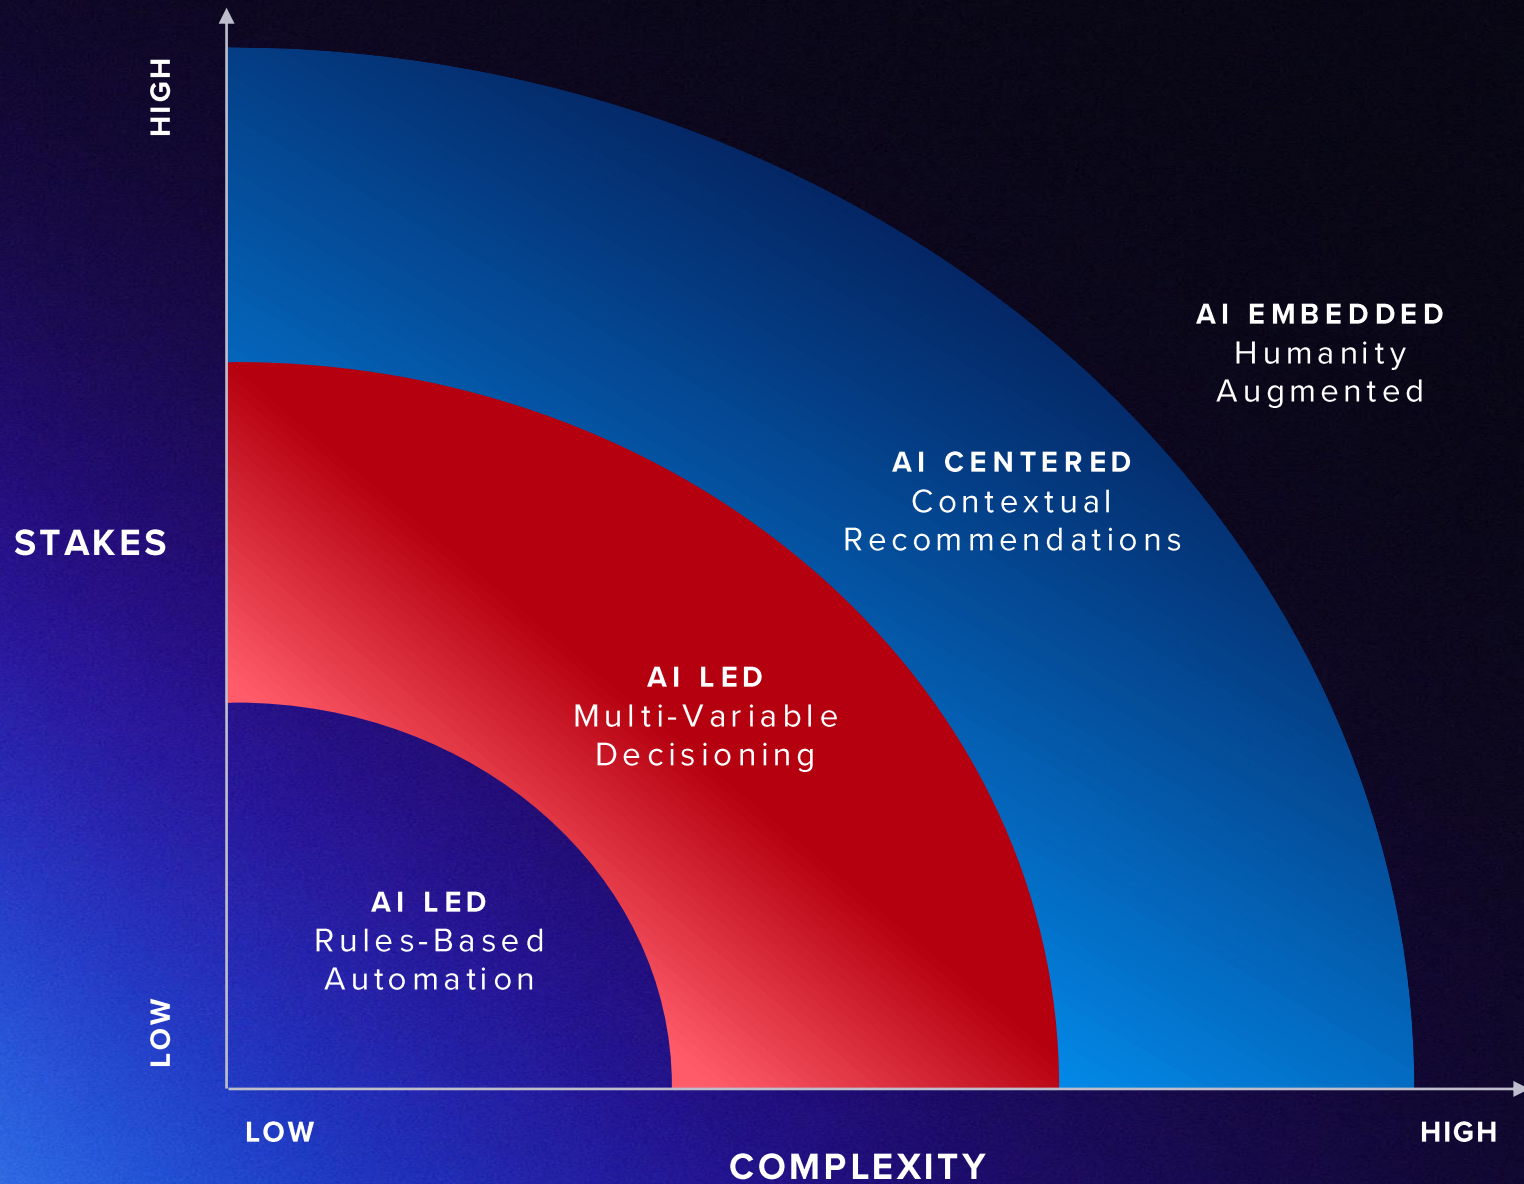 HIGH
AI EMBEDDED
Humanity
Augmented
AI CENTERED
Contextual
Recommendations
STAKES
AI LED
Multi-Variable
Decisioning
AI LED
Rules-Based
Automation
LOW
LOW
HIGH
COMPLEXITY